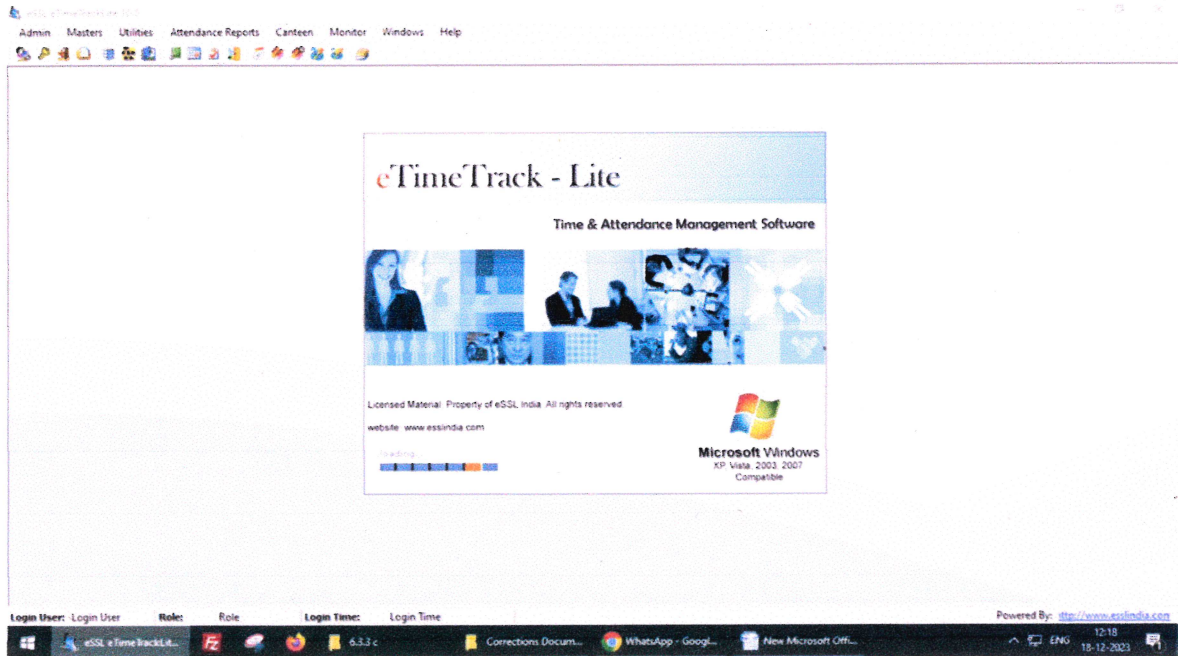 Admin Masters Utilities Attendance Reports Canteen Monitor Windows Help
eTimeTrack - Lite
Time & Attendance Management Software
Licensed Material. Property of eSSL India. All rights reserved
website: www.esslindia.com
loading...
Microsoft Windows
XP, Vista, 2003, 2007
Compatible
Login User: Login User Role: Role Login Time: Login Time Powered By: http://www.esslindia.com
eSSL eTimeTrackLit... 6.3.3 c Corrections Docum... WhatsApp - Googl... New Microsoft Offi... ENG 12:18
18-12-2023